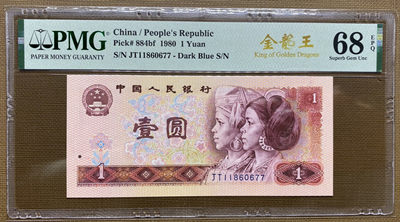 PMG
PAPER MONEY GUARANTY
China / People's Republic
Pick# 884bf 1980 1 Yuan
S/N JT11860677 - Dark Blue S/N
金龍王
King of Golden Dragons
68
EPQ
Superb Gem Unc
中国人民银行
1
壹圆
1
JT11860677
1